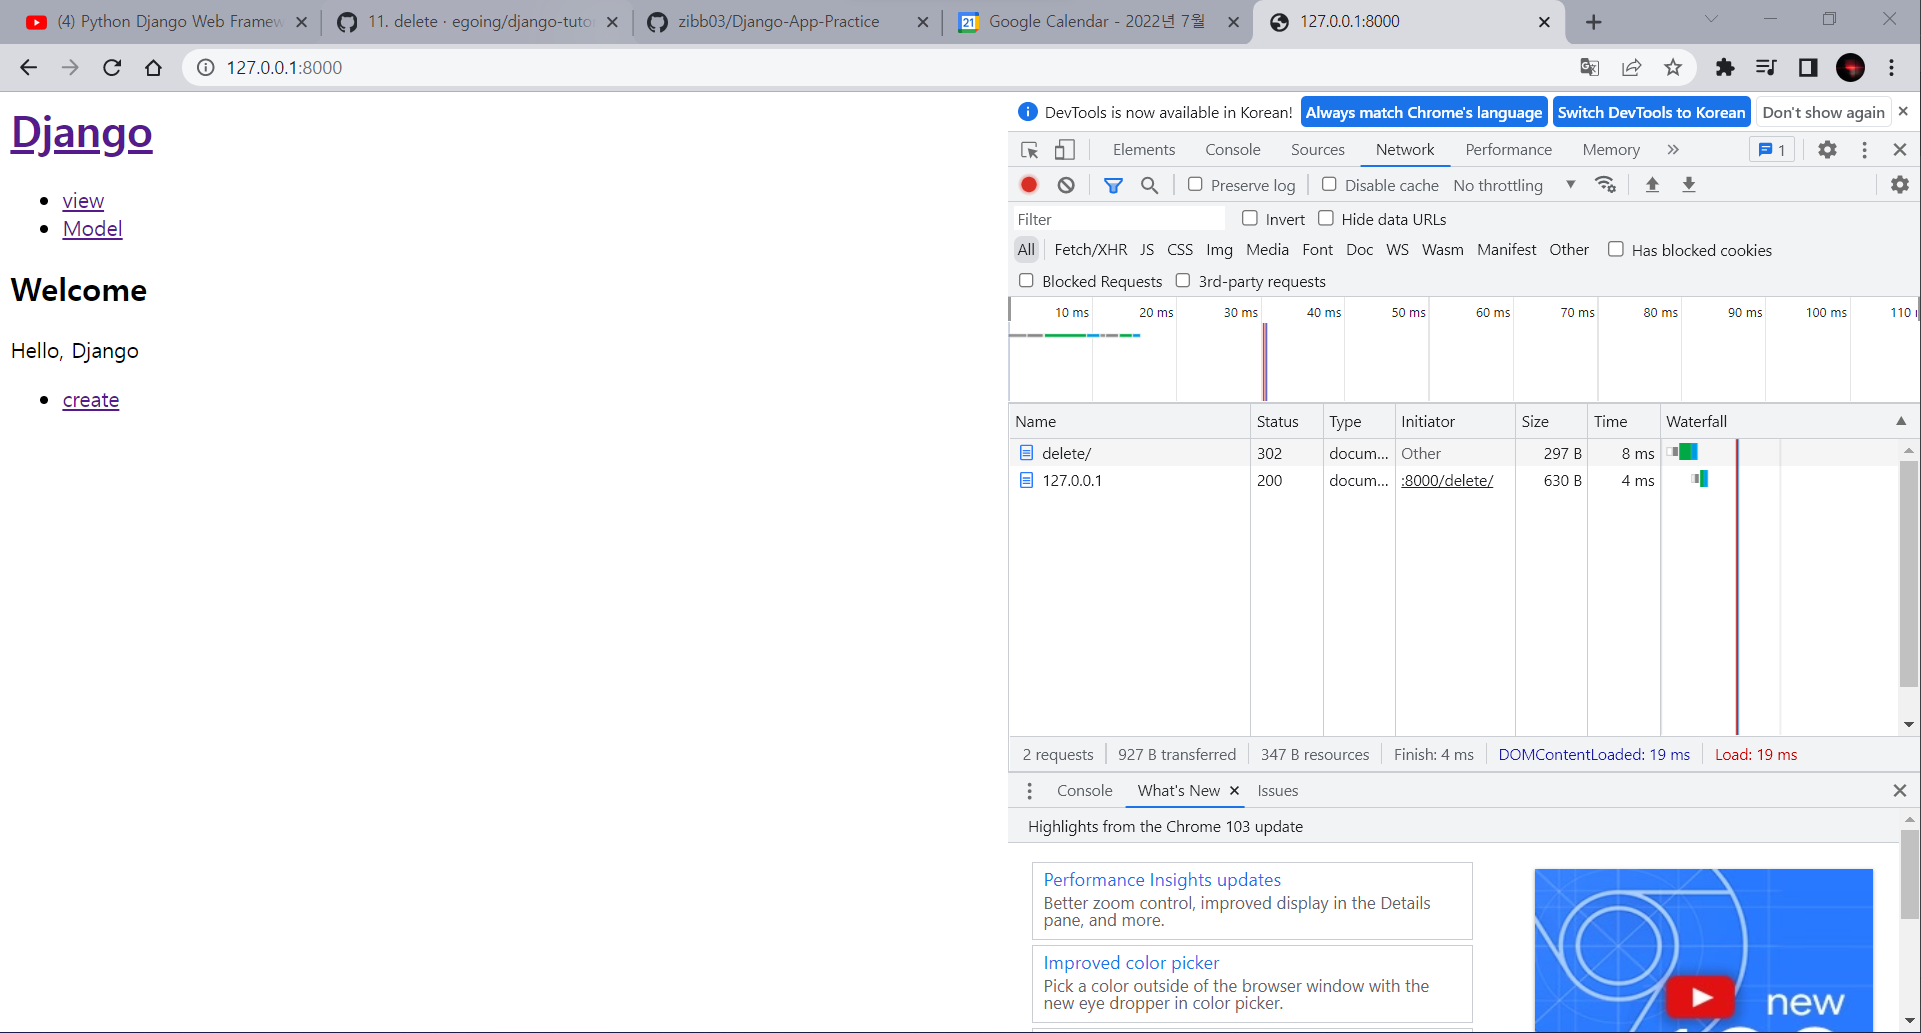 (4) Python Django Web Framew
11. delete · egoing/django-tuto
zibb03/Django-App-Practice
21 Google Calendar - 2022년 7월
127.0.0.1:8000
127.0.0.1:8000
Django
view
Model
Welcome
Hello, Django
create
DevTools is now available in Korean! Always match Chrome's language Switch DevTools to Korean Don't show again
Elements Console Sources Network Performance Memory 1
Preserve log Disable cache No throttling
Filter Invert Hide data URLs
All Fetch/XHR JS CSS Img Media Font Doc WS Wasm Manifest Other Has blocked cookies
Blocked Requests 3rd-party requests
10 ms 20 ms 30 ms 40 ms 50 ms 60 ms 70 ms 80 ms 90 ms 100 ms 110
Name Status Type Initiator Size Time Waterfall
delete/ 302 docum... Other 297 B 8 ms
127.0.0.1 200 docum... :8000/delete/ 630 B 4 ms
2 requests 927 B transferred 347 B resources Finish: 4 ms DOMContentLoaded: 19 ms Load: 19 ms
Console What's New Issues
Highlights from the Chrome 103 update
Performance Insights updates
Better zoom control, improved display in the Details
pane, and more.
Improved color picker
Pick a color outside of the browser window with the
new eye dropper in color picker.
new